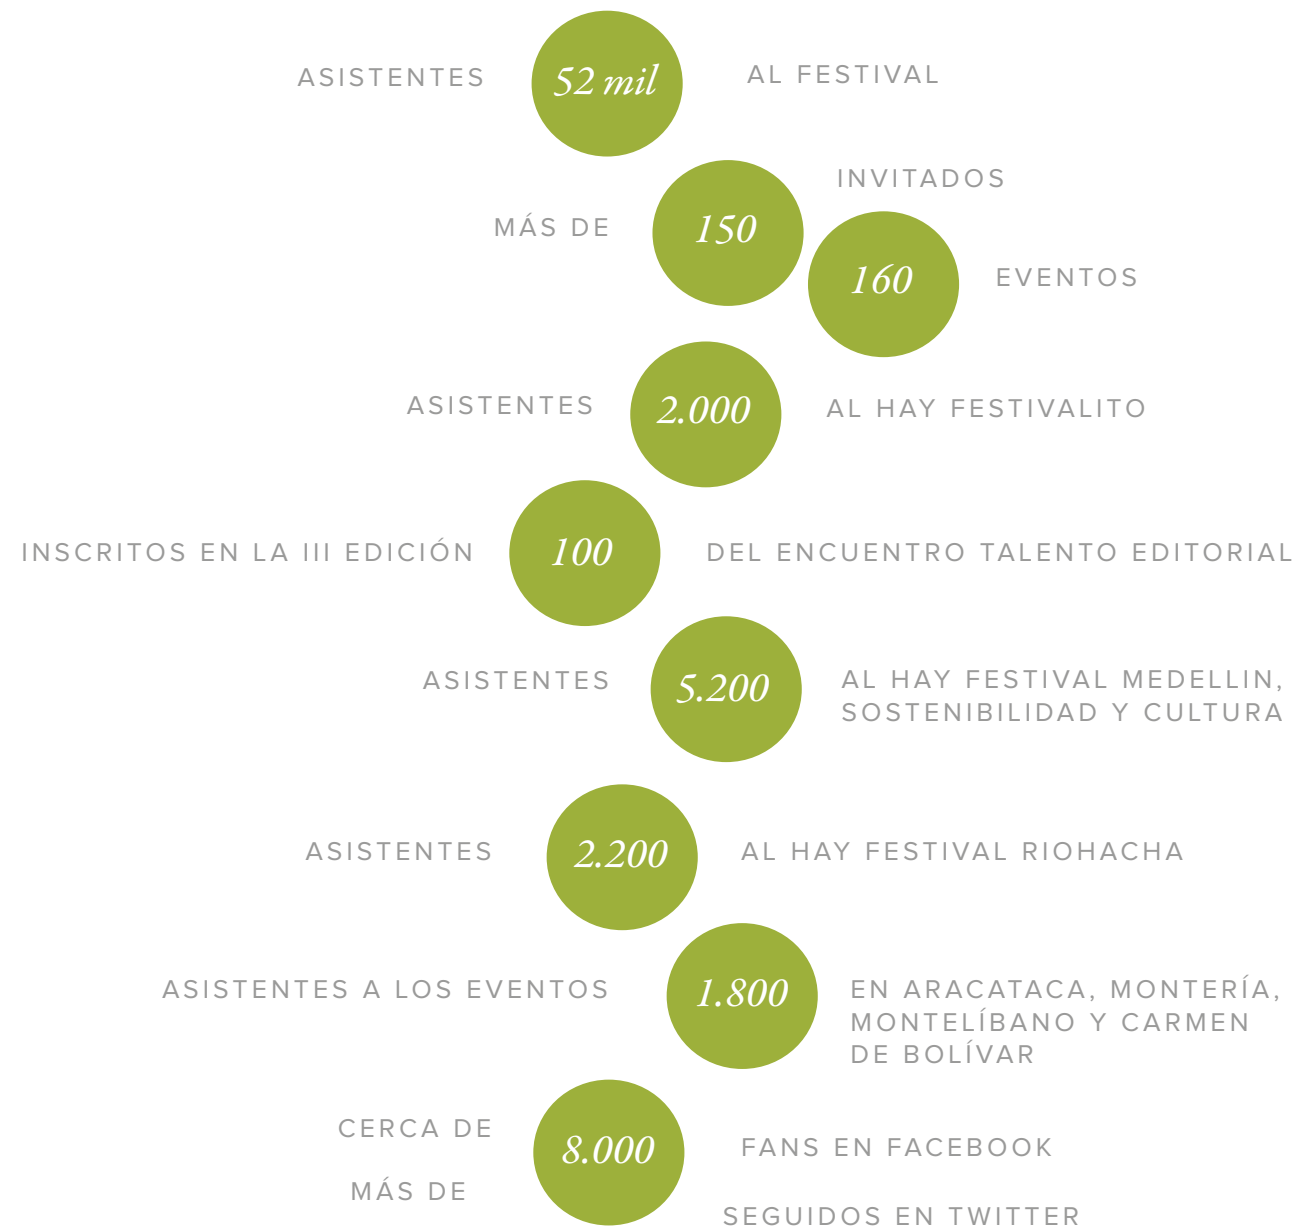 ASISTENTES 52 mil AL FESTIVAL
INVITADOS
MÁS DE 150
160 EVENTOS
ASISTENTES 2.000 AL HAY FESTIVALITO
INSCRITOS EN LA III EDICIÓN 100 DEL ENCUENTRO TALENTO EDITORIAL
ASISTENTES 5.200 AL HAY FESTIVAL MEDELLIN,
SOSTENIBILIDAD Y CULTURA
ASISTENTES 2.200 AL HAY FESTIVAL RIOHACHA
ASISTENTES A LOS EVENTOS 1.800 EN ARACATACA, MONTERÍA,
MONTELÍBANO Y CARMEN
DE BOLÍVAR
CERCA DE 8.000 FANS EN FACEBOOK
MÁS DE
SEGUIDOS EN TWITTER